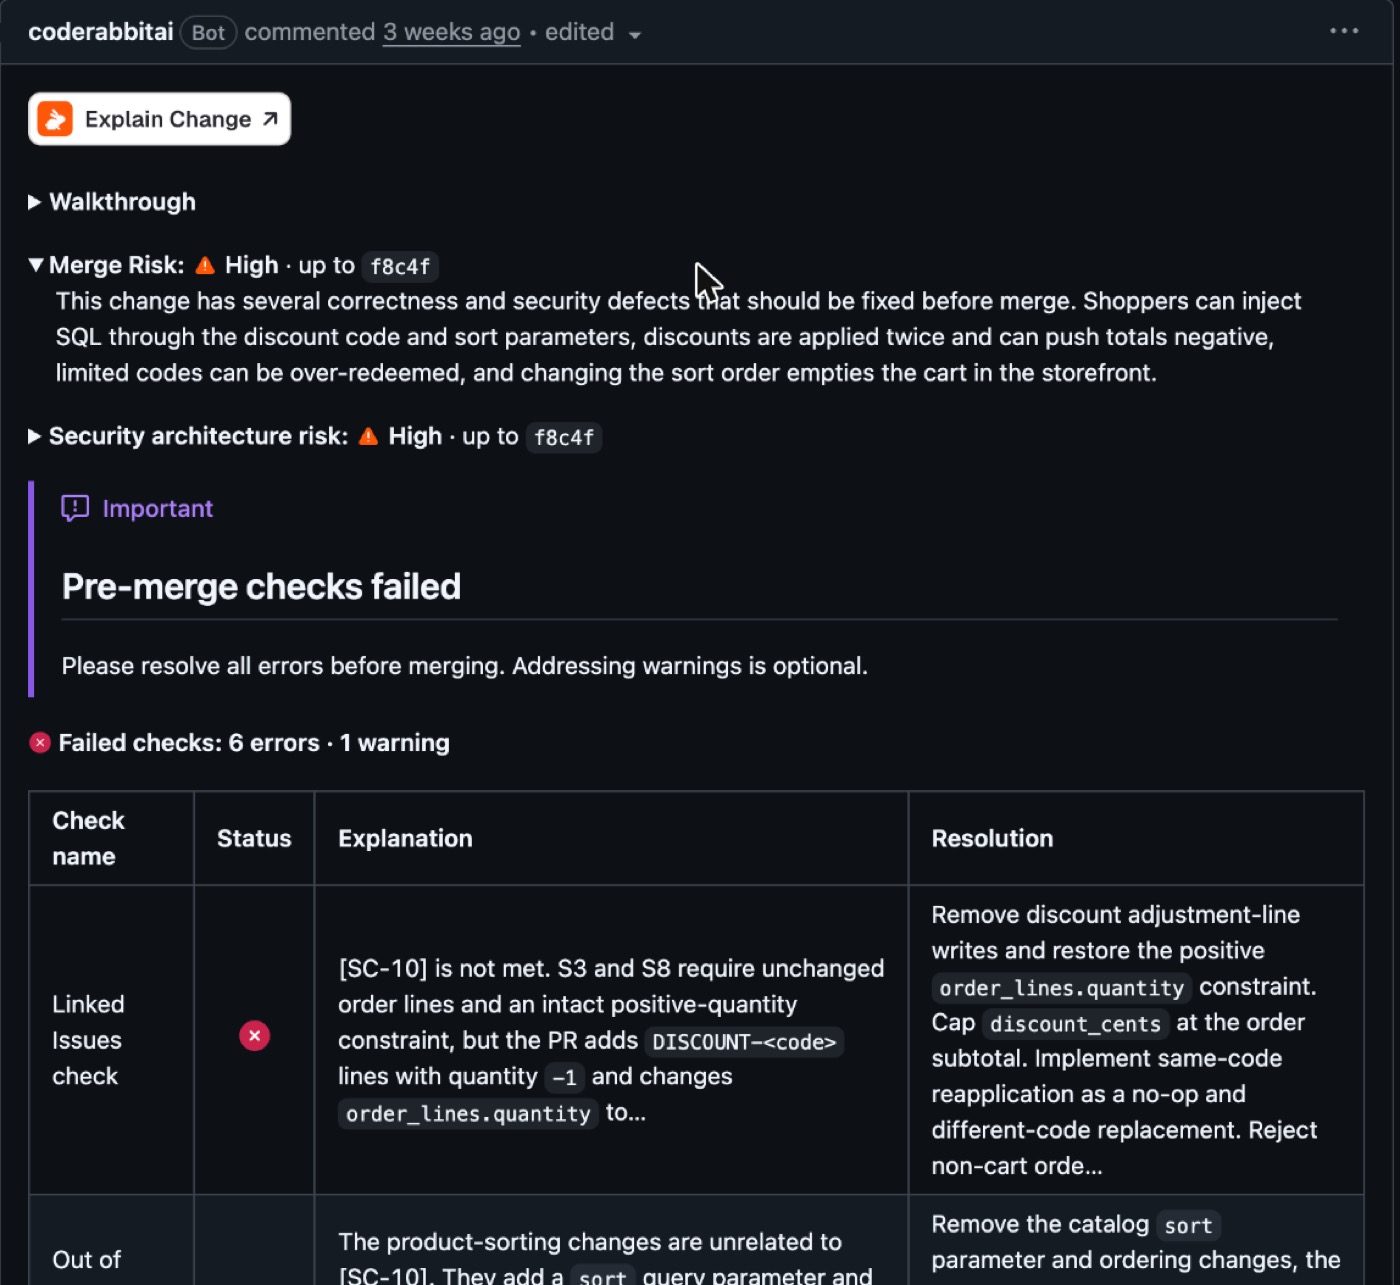 coderabbitai Bot commented 3 weeks ago • edited
Explain Change ↗
Walkthrough
Merge Risk: High · up to f8c4f
This change has several correctness and security defects that should be fixed before merge. Shoppers can inject
SQL through the discount code and sort parameters, discounts are applied twice and can push totals negative,
limited codes can be over-redeemed, and changing the sort order empties the cart in the storefront.
Security architecture risk: High · up to f8c4f
Important
Pre-merge checks failed
Please resolve all errors before merging. Addressing warnings is optional.
Failed checks: 6 errors · 1 warning
Check
name
Status
Explanation
Resolution
Linked
Issues
check
[SC-10] is not met. S3 and S8 require unchanged
order lines and an intact positive-quantity
constraint, but the PR adds DISCOUNT-<code>
lines with quantity -1 and changes
order_lines.quantity to...
Remove discount adjustment-line
writes and restore the positive
order_lines.quantity constraint.
Cap discount_cents at the order
subtotal. Implement same-code
reapplication as a no-op and
different-code replacement. Reject
non-cart orde...
Out of
The product-sorting changes are unrelated to
[SC-10]. They add a sort query parameter and
Remove the catalog sort
parameter and ordering changes, the